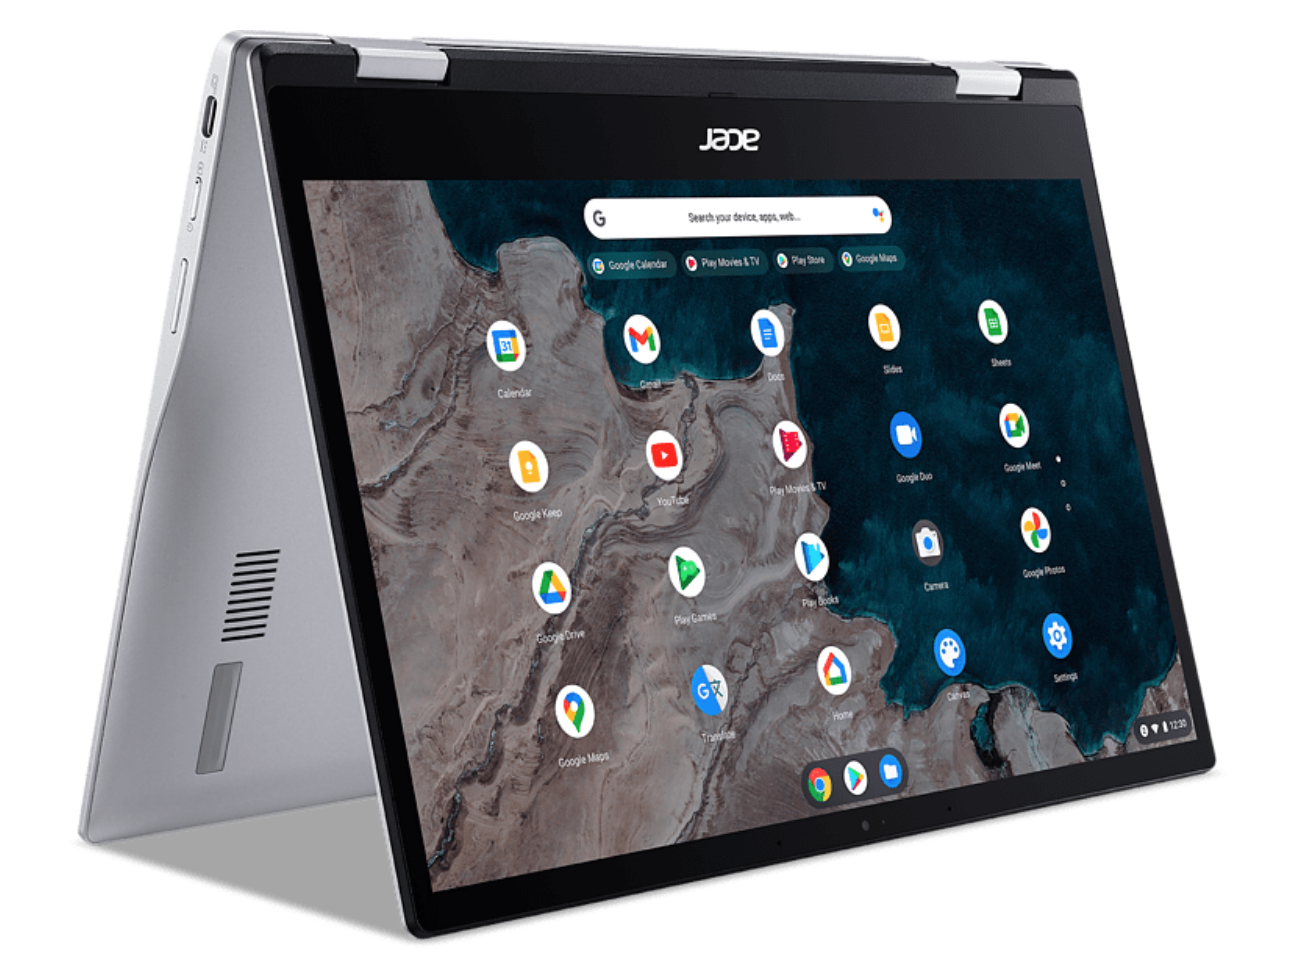 acer
Search your device, apps, web...
Google Calendar
Play Movies & TV
Play Store
Google Maps
31
Calendar
Gmail
Docs
Slides
Sheets
Google Keep
YouTube
Play Movies & TV
Google Duo
Google Meet
Google Drive
Play Games
Play Books
Camera
Google Photos
Google Maps
Translate
Home
Canvas
Settings
12:30